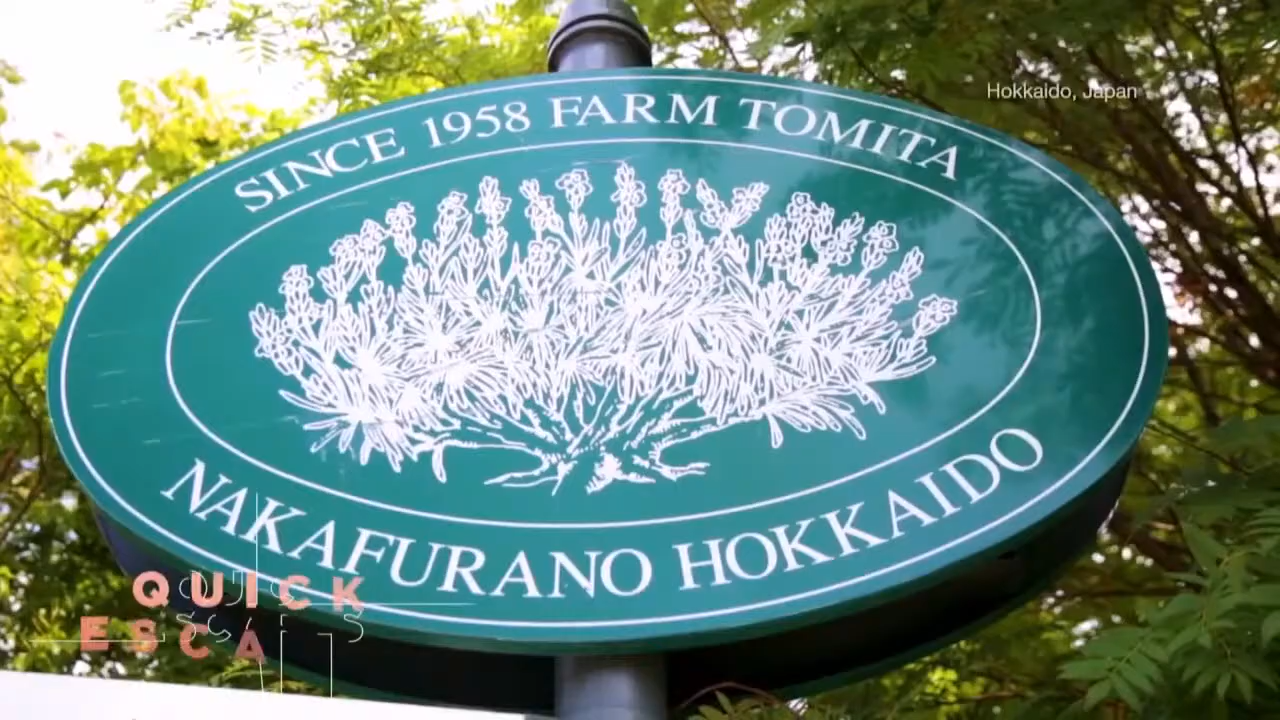 Hokkaido, Japan
SINCE 1958 FARM TOMITA
NAKAFURANO HOKKAIDO
QUICK
ESCA